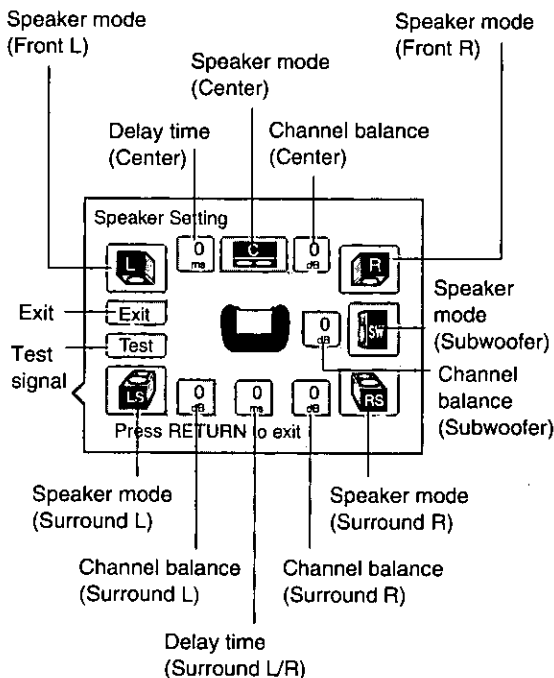 Speaker mode
(Front L)
Speaker mode
(Front R)
Speaker mode
(Center)
Delay time
(Center)
Channel balance
(Center)
Speaker Setting
L
0
ms
C
0
dB
R
Exit
Exit
Test
signal
Test
0
dB
SW
Speaker
mode
(Subwoofer)
Channel
balance
(Subwoofer)
LS
0
dB
0
ms
0
dB
RS
Press RETURN to exit
Speaker mode
(Surround L)
Speaker mode
(Surround R)
Channel balance
(Surround L)
Channel balance
(Surround R)
Delay time
(Surround L/R)